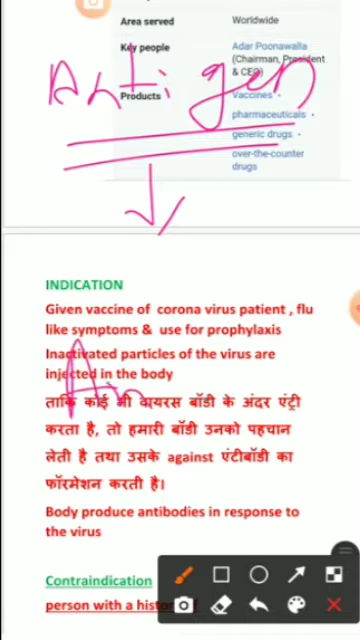 Area served Worldwide
Key people Adar Poonawalla
(Chairman, President
& CEO)
Antigen
Products Vaccines •
pharmaceuticals •
generic drugs •
over-the-counter
drugs
INDICATION
Given vaccine of corona virus patient , flu
like symptoms & use for prophylaxis
Inactivated particles of the virus are
injected in the body
ताकि कोई भी वायरस बॉडी के अंदर एंट्री
करता है, तो हमारी बॉडी उनको पहचान
लेती है तथा उसके against एंटीबॉडी का
फॉरमेशन करती है।
Body produce antibodies in response to
the virus
Contraindication
person with a